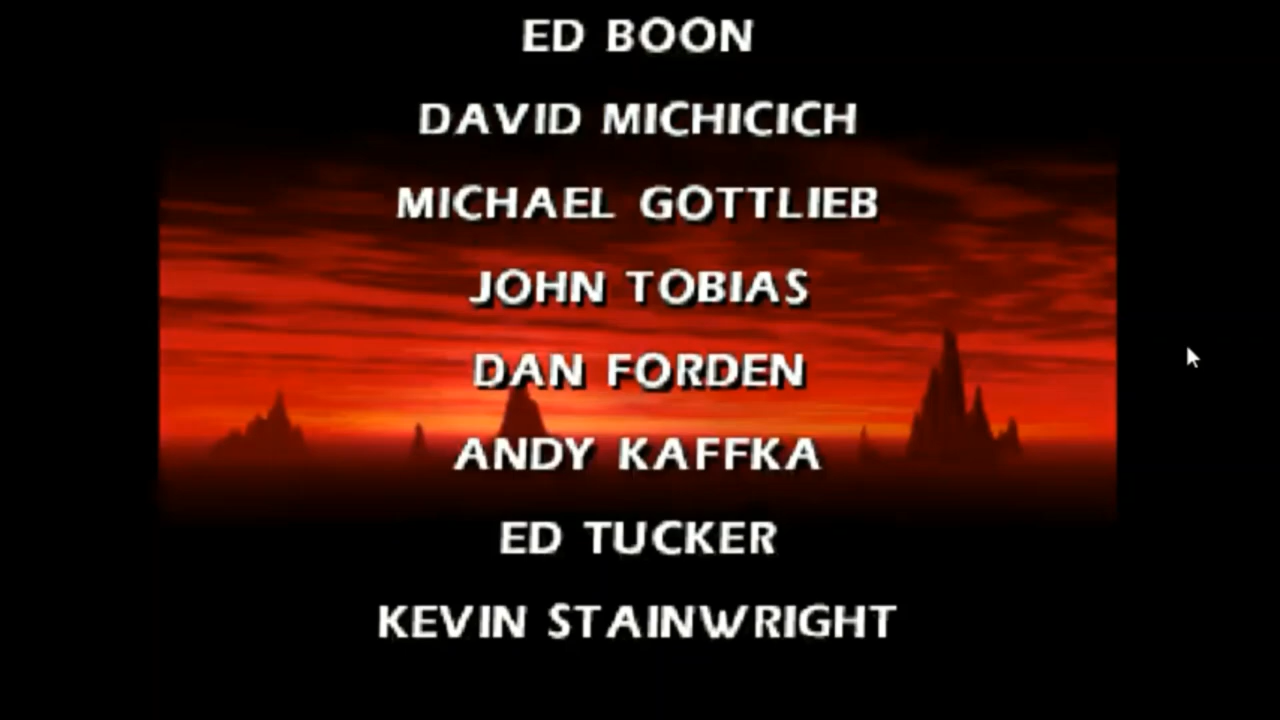 ED BOON
DAVID MICHICICH
MICHAEL GOTTLIEB
JOHN TOBIAS
DAN FORDEN
ANDY KAFFKA
ED TUCKER
KEVIN STAINWRIGHT